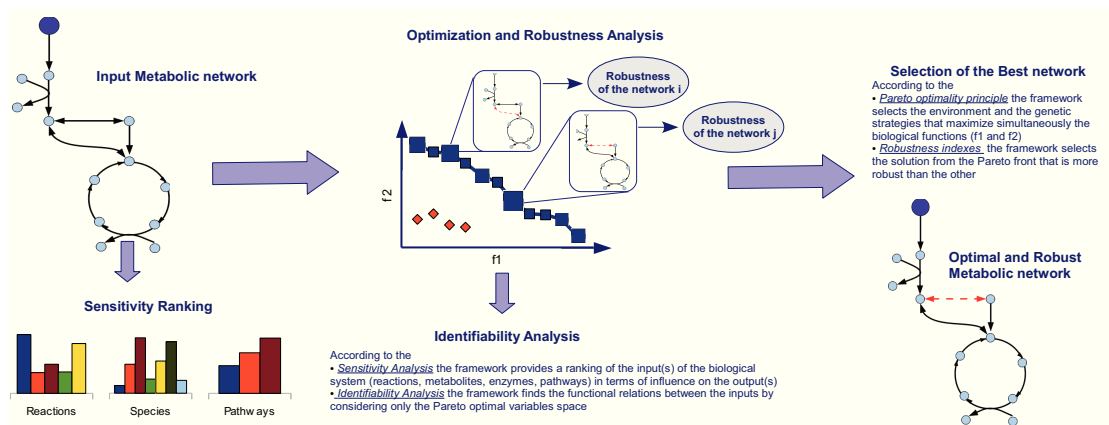 Input Metabolic network
Sensitivity Ranking
Reactions
Species
Pathways
Optimization and Robustness Analysis
Robustness
of the network i
Robustness
of the network j
f2
f1
Identifiability Analysis
According to the
• Sensitivity Analysis the framework provides a ranking of the input(s) of the biological
system (reactions, metabolites, enzymes, pathways) in terms of influence on the output(s)
• Identifiability Analysis the framework finds the functional relations between the inputs by
considering only the Pareto optimal variables space
Selection of the Best network
According to the
• Pareto optimality principle the framework
selects the environment and the genetic
strategies that maximize simultaneously the
biological functions (f1 and f2)
• Robustness indexes the framework selects
the solution from the Pareto front that is more
robust than the other
Optimal and Robust
Metabolic network